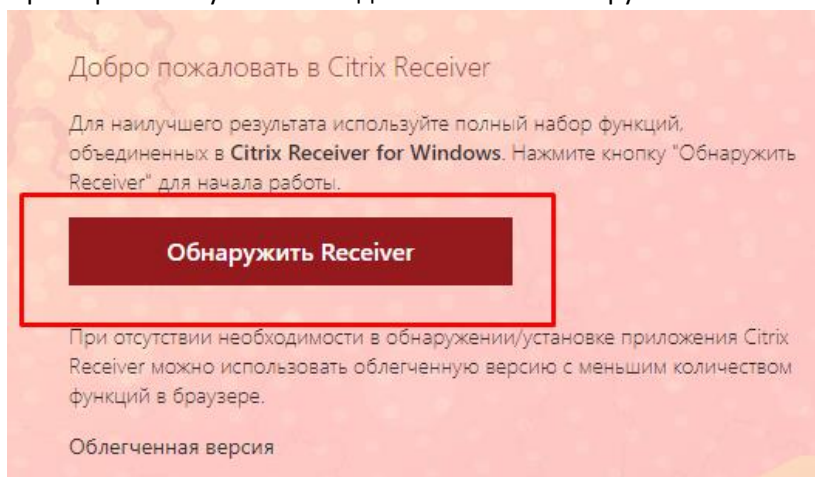 Добро пожаловать в Citrix Receiver
Для наилучшего результата используйте полный набор функций,
объединенных в Citrix Receiver for Windows. Нажмите кнопку "Обнаружить
Receiver" для начала работы.
Обнаружить Receiver
При отсутствии необходимости в обнаружении/установке приложения Citrix
Receiver можно использовать облегченную версию с меньшим количеством
функций в браузере.
Облегченная версия